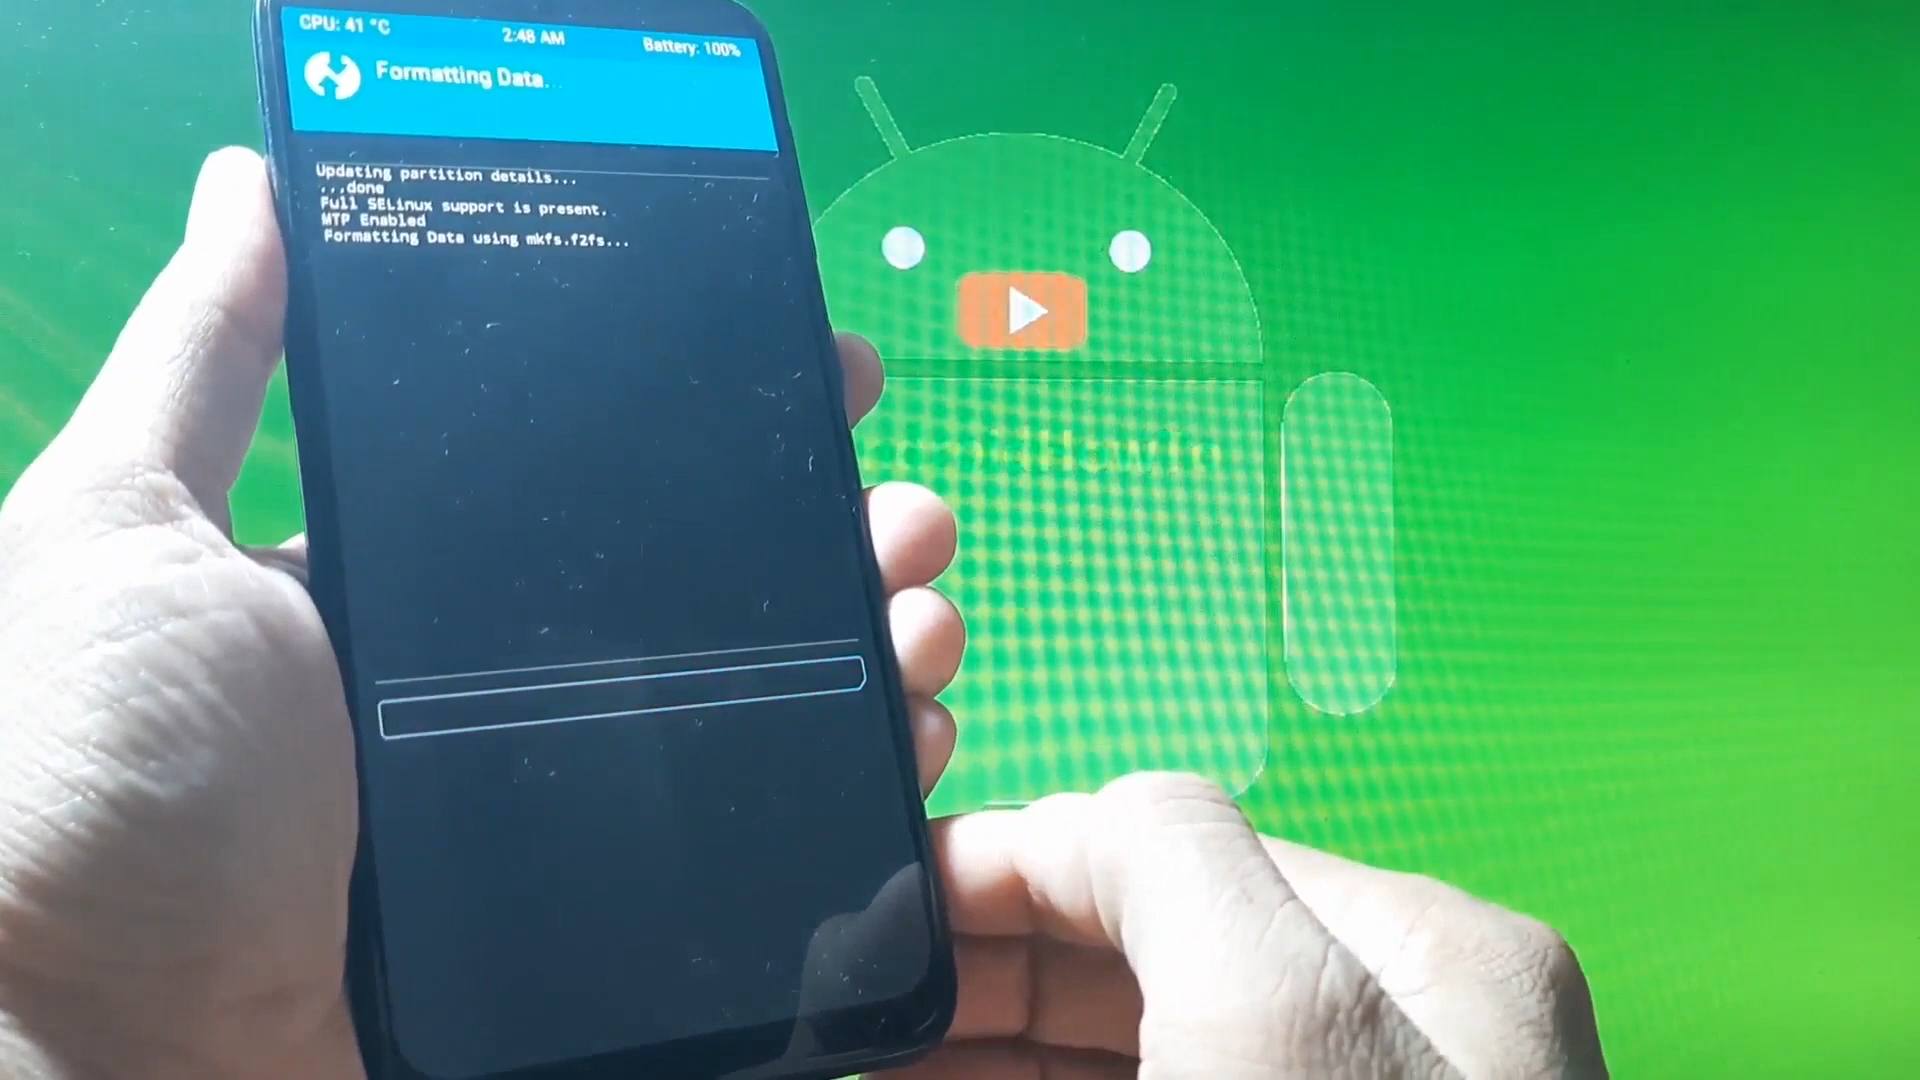 CPU: 41 °C
2:48 AM
Battery: 100%
Formatting Data...
Updating partition details...
...done
Full SELinux support is present.
MTP Enabled
Formatting Data using mkfs.f2fs...